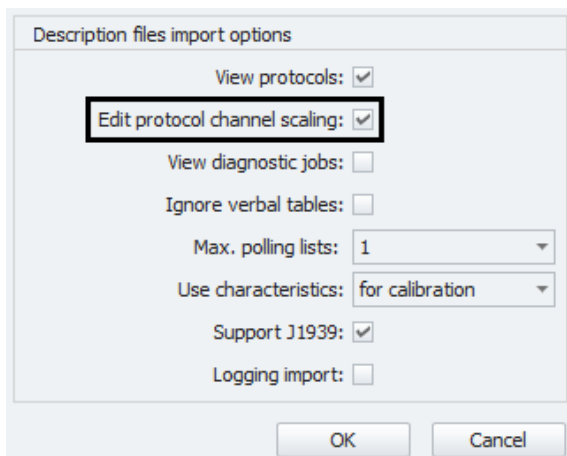 Description files import options
View protocols:
Edit protocol channel scaling:
View diagnostic jobs:
Ignore verbal tables:
Max. polling lists: 1
Use characteristics: for calibration
Support J1939:
Logging import:
OK Cancel